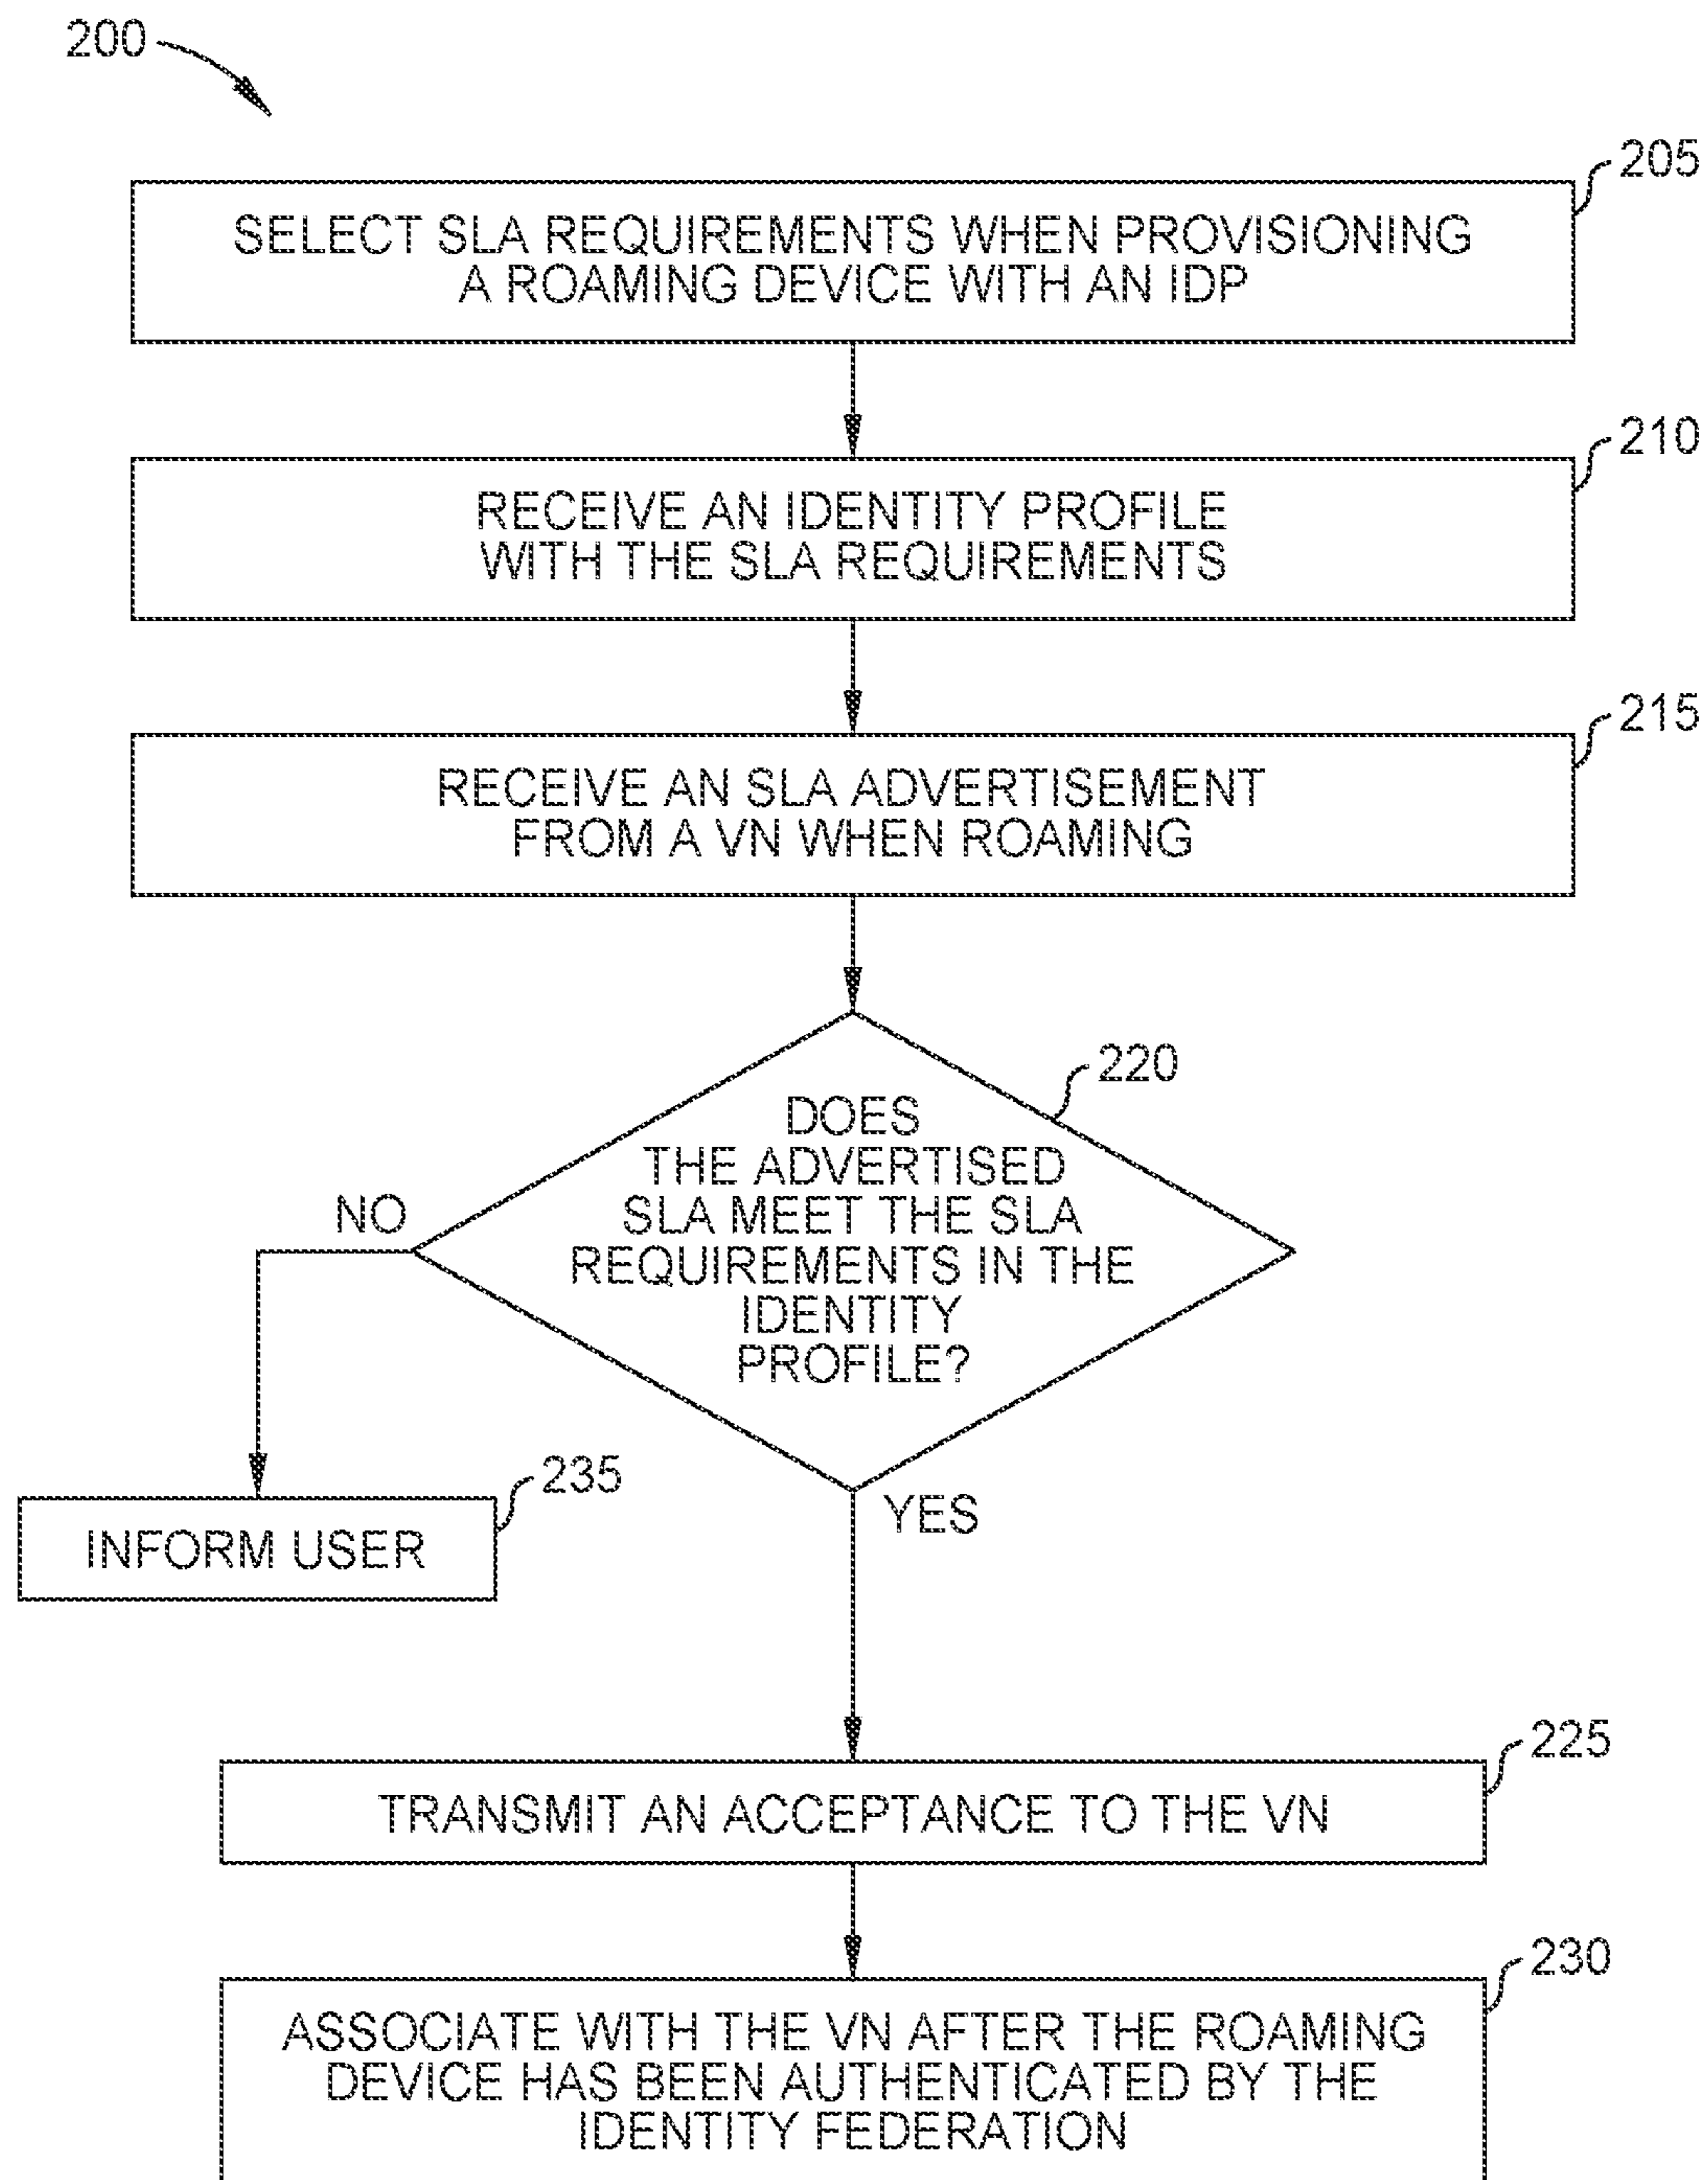 200
205
SELECT SLA REQUIREMENTS WHEN PROVISIONING
A ROAMING DEVICE WITH AN IDP
210
RECEIVE AN IDENTITY PROFILE
WITH THE SLA REQUIREMENTS
215
RECEIVE AN SLA ADVERTISEMENT
FROM A VN WHEN ROAMING
220
DOES
THE ADVERTISED
SLA MEET THE SLA
REQUIREMENTS IN THE
IDENTITY
PROFILE?
NO
235
INFORM USER
YES
225
TRANSMIT AN ACCEPTANCE TO THE VN
230
ASSOCIATE WITH THE VN AFTER THE ROAMING
DEVICE HAS BEEN AUTHENTICATED BY THE
IDENTITY FEDERATION